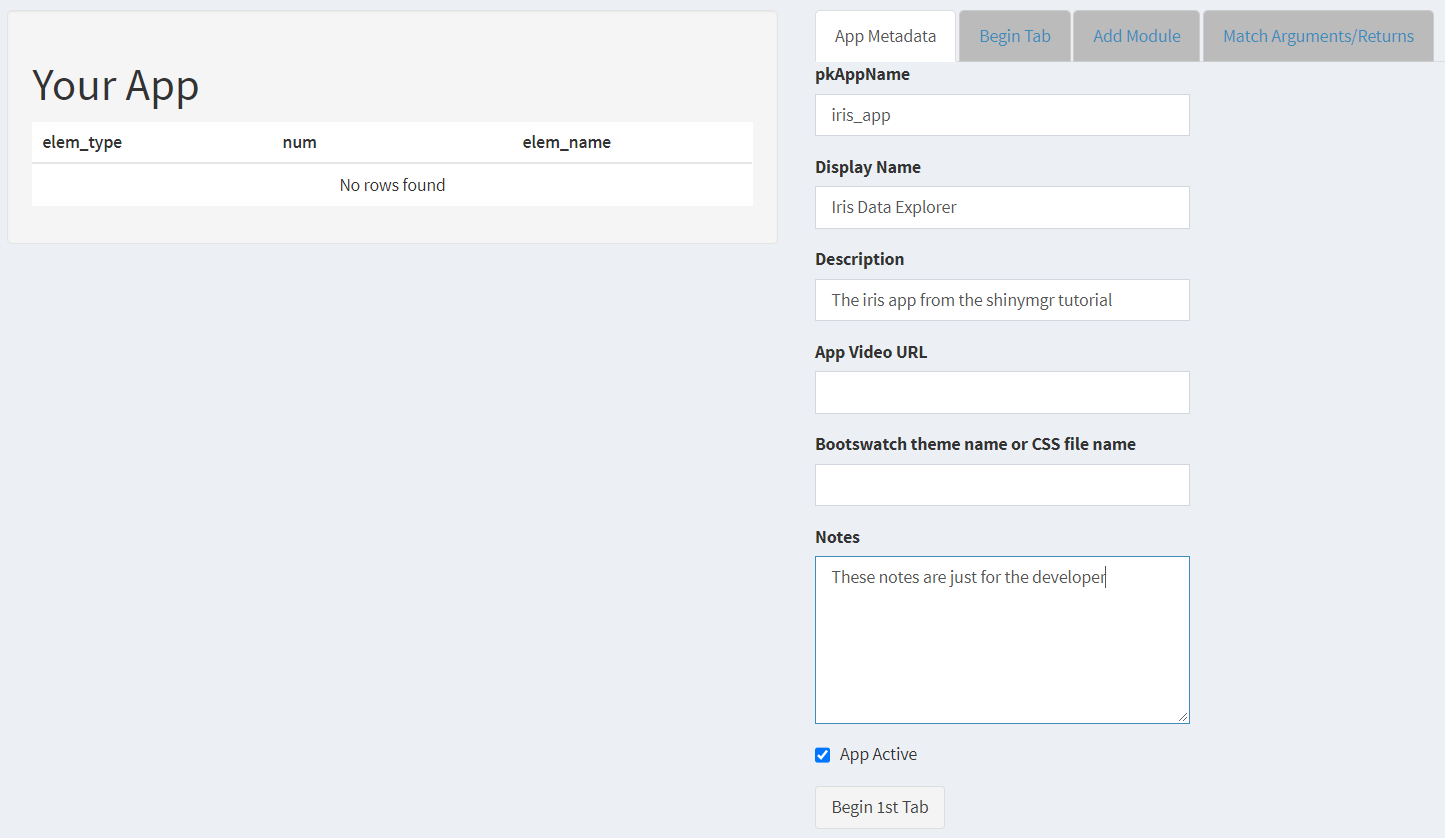 Your App
elem_type num elem_name
No rows found
App Metadata Begin Tab Add Module Match Arguments/Returns
pkAppName
iris_app
Display Name
Iris Data Explorer
Description
The iris app from the shinymgr tutorial
App Video URL
Bootswatch theme name or CSS file name
Notes
These notes are just for the developer
App Active
Begin 1st Tab